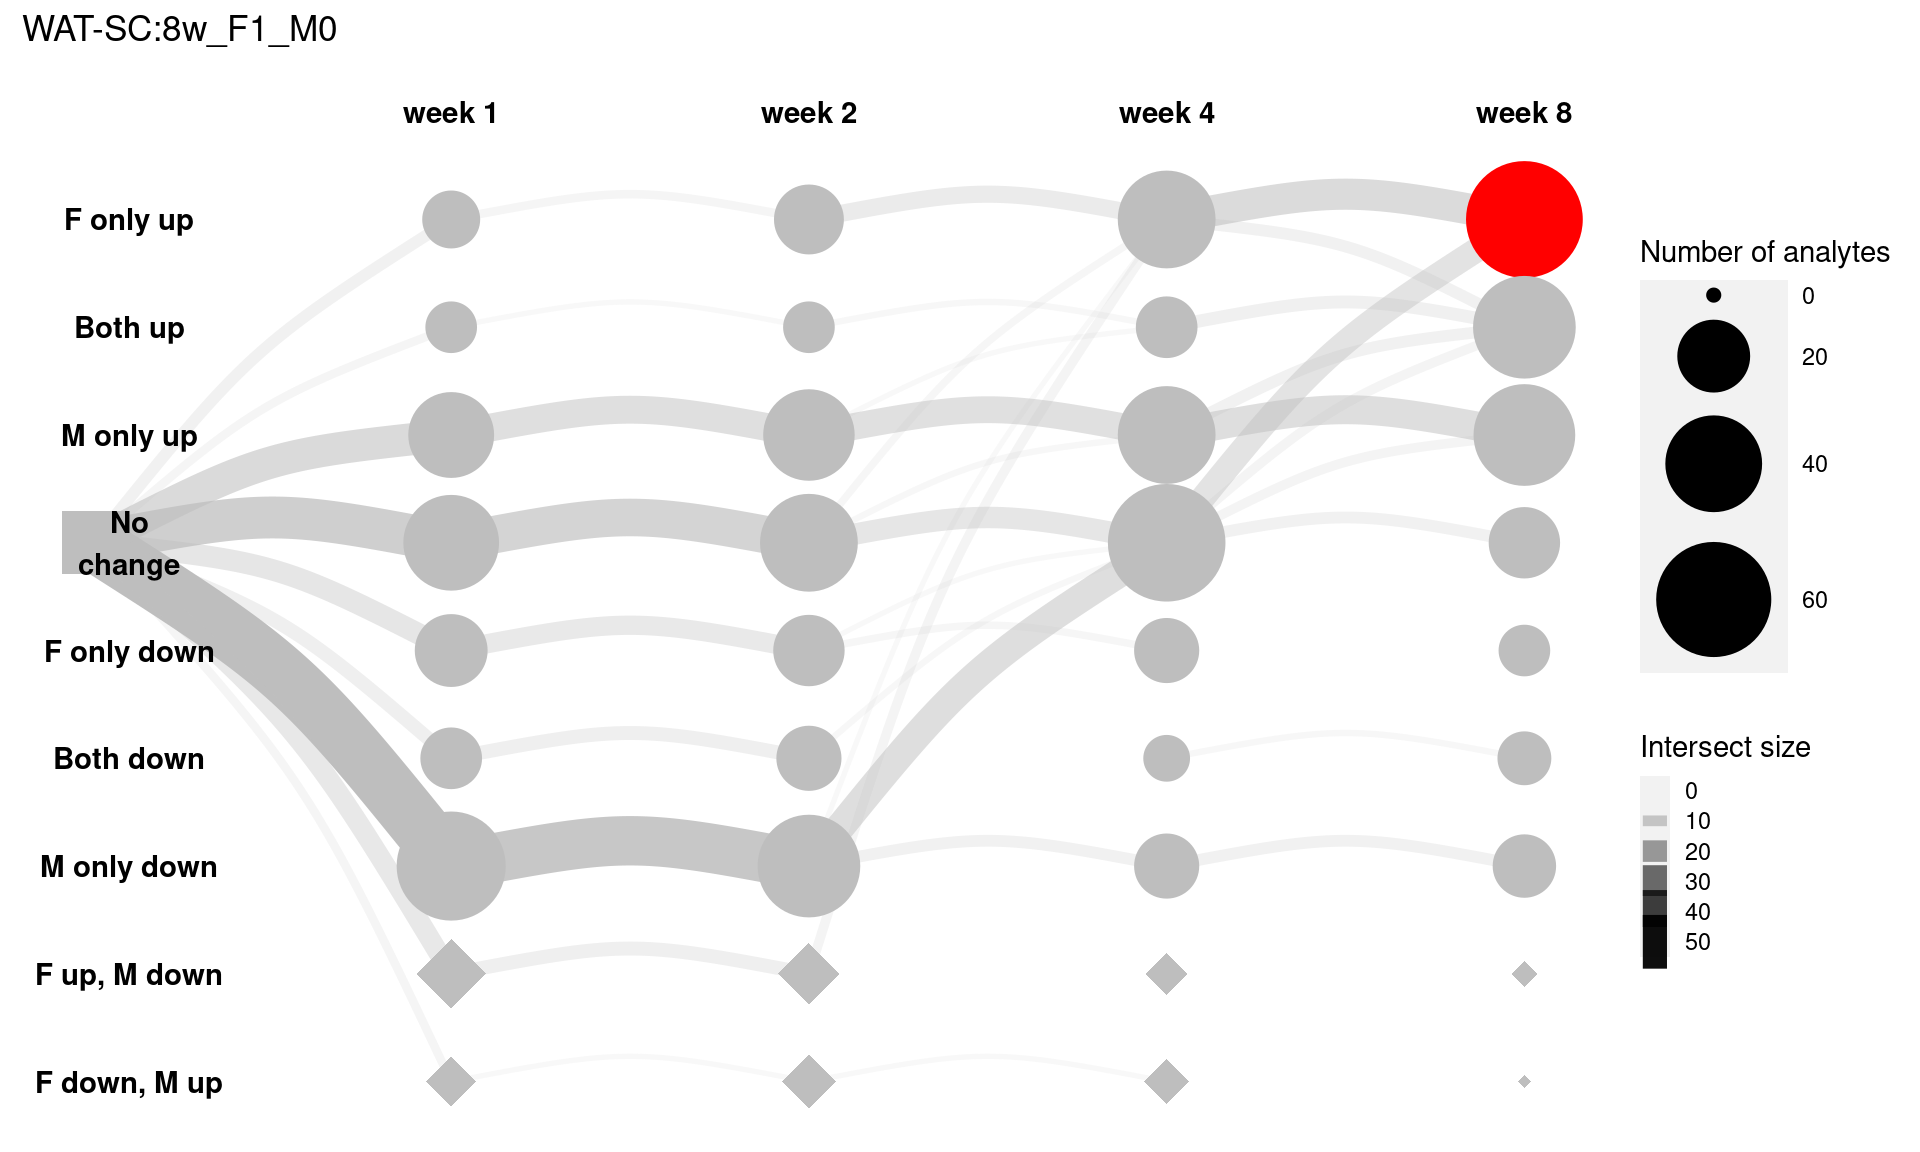 WAT-SC:8w_F1_M0
week 1
week 2
week 4
week 8
F only up
Both up
M only up
No
change
F only down
Both down
M only down
F up, M down
F down, M up
Number of analytes
0
20
40
60
Intersect size
0
10
20
30
40
50